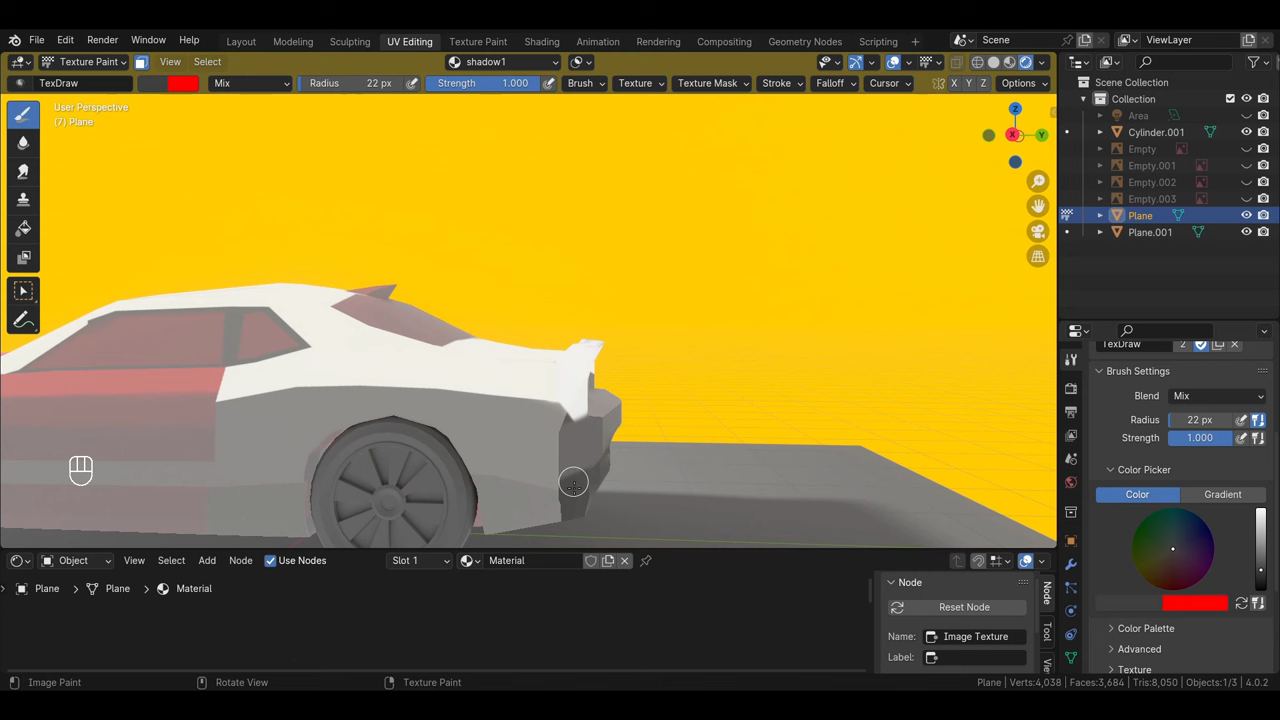 File Edit Render Window Help Layout Modeling Sculpting UV Editing Texture Paint Shading Animation Rendering Compositing Geometry Nodes Scripting Scene ViewLayer
Texture Paint View Select shadow1
TexDraw Mix Radius 22 px Strength 1.000 Brush Texture Texture Mask Stroke Falloff Cursor X Y Z Options
Scene Collection
Collection
Area
Cylinder.001
Empty
Empty.001
Empty.002
Empty.003
Plane
Plane.001
User Perspective
(7) Plane
Z
X
Y
TexDraw 2
Brush Settings
Blend Mix
Radius 22 px
Strength 1.000
Color Picker
Color Gradient
Color Palette
Advanced
Texture
Object View Select Add Node Use Nodes Slot 1 Material
Plane > Plane > Material
Node
Reset Node
Name: Image Texture
Label:
Node
Tool
Vi
Image Paint Rotate View Texture Paint Plane | Verts:4,038 | Faces:3,684 | Tris:8,050 | Objects:1/3 | 4.0.2